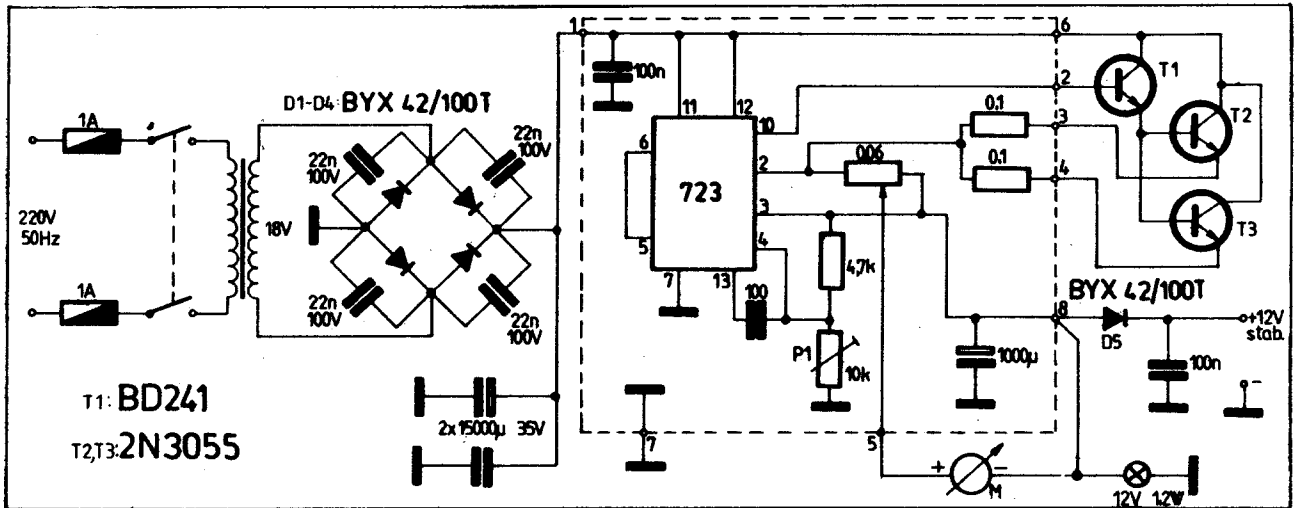 1A
220V
50Hz
1A
18V
D1-D4: BYX 42/100T
22n
100V
22n
100V
22n
100V
22n
100V
2x15000µ 35V
T1: BD241
T2,T3: 2N3055
1
100n
11
12
6
5
723
10
2
3
4
7
13
100
0.06
4,7k
P1
10k
0.1
0.1
1000µ
6
2
3
4
8
7
5
T1
T2
T3
BYX 42/100T
D5
+12V
stab.
100n
-
+
M
-
12V 1.2W